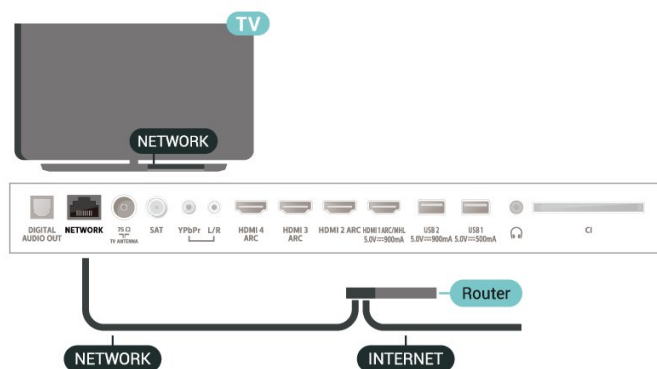 TV
NETWORK
DIGITAL
AUDIO OUT
NETWORK
75 Ω
TV ANTENNA
SAT
YPbPr
L/R
HDMI 4
ARC
HDMI 3
ARC
HDMI 2 ARC
HDMI 1 ARC/MHL
5.0V⎓900mA
USB 2
5.0V⎓900mA
USB 1
5.0V⎓500mA
CI
Router
NETWORK
INTERNET